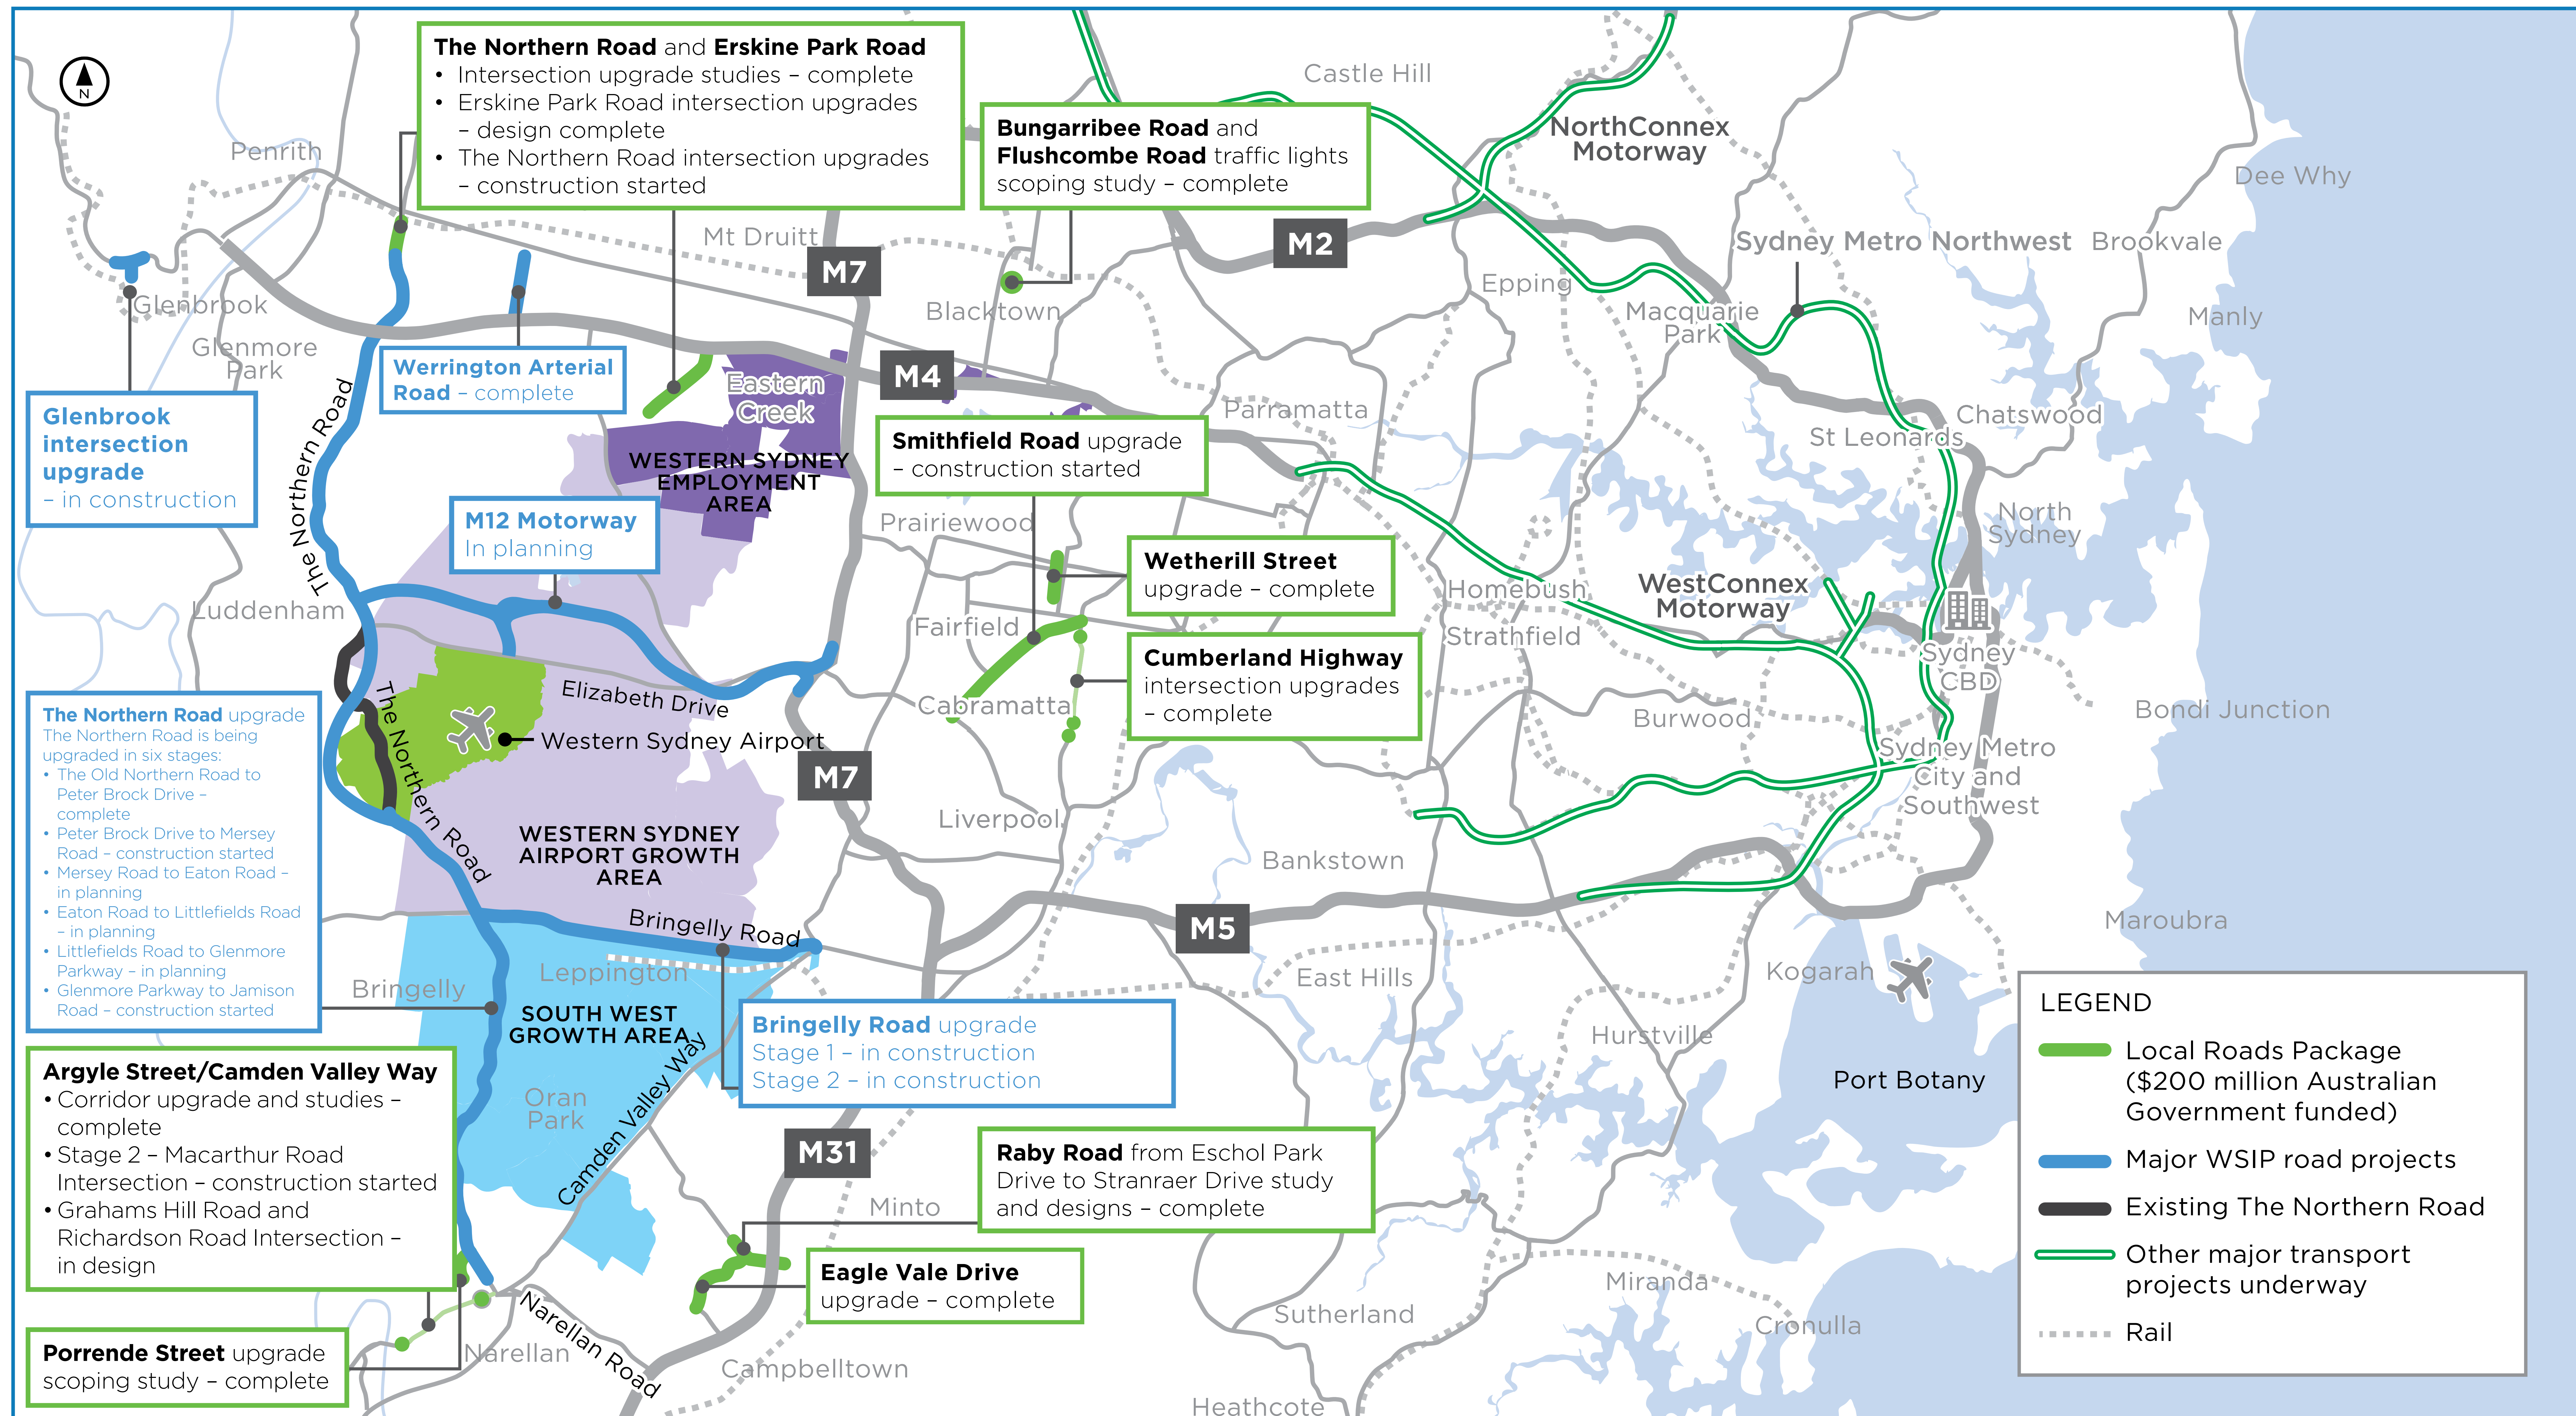 The Northern Road and Erskine Park Road
• Intersection upgrade studies – complete
• Erskine Park Road intersection upgrades
– design complete
• The Northern Road intersection upgrades
– construction started
Bungarribee Road and
Flushcombe Road traffic lights
scoping study – complete
Castle Hill
NorthConnex
Motorway
N
Penrith
Dee Why
Mt Druitt
M7
M2
Sydney Metro Northwest
Brookvale
Glenbrook
Blacktown
Epping
Macquarie
Park
Manly
Glenmore
Park
Werrington Arterial
Road – complete
Eastern
Creek
M4
Parramatta
Chatswood
St Leonards
Glenbrook
intersection
upgrade
– in construction
The Northern Road
Smithfield Road upgrade
– construction started
WESTERN SYDNEY
EMPLOYMENT
AREA
M12 Motorway
In planning
Prairiewood
North
Sydney
Wetherill Street
upgrade – complete
Homebush
WestConnex
Motorway
Luddenham
Fairfield
Strathfield
Cumberland Highway
intersection upgrades
– complete
Sydney
CBD
Elizabeth Drive
Cabramatta
Burwood
Bondi Junction
The Northern Road
Western Sydney Airport
Sydney Metro
City and
Southwest
M7
The Northern Road upgrade
The Northern Road is being
upgraded in six stages:
• The Old Northern Road to
Peter Brock Drive –
complete
• Peter Brock Drive to Mersey
Road – construction started
• Mersey Road to Eaton Road –
in planning
• Eaton Road to Littlefields Road
– in planning
• Littlefields Road to Glenmore
Parkway – in planning
• Glenmore Parkway to Jamison
Road – construction started
Liverpool
WESTERN SYDNEY
AIRPORT GROWTH
AREA
Bankstown
Bringelly Road
M5
Maroubra
Leppington
East Hills
Kogarah
Bringelly
SOUTH WEST
GROWTH AREA
Bringelly Road upgrade
Stage 1 – in construction
Stage 2 – in construction
Hurstville
Port Botany
Argyle Street/Camden Valley Way
• Corridor upgrade and studies –
complete
• Stage 2 – Macarthur Road
Intersection – construction started
• Grahams Hill Road and
Richardson Road Intersection –
in design
Oran
Park
Camden Valley Way
M31
Raby Road from Eschol Park
Drive to Stranraer Drive study
and designs – complete
Minto
Eagle Vale Drive
upgrade – complete
Miranda
Sutherland
Cronulla
Narellan Road
Porrende Street upgrade
scoping study – complete
Narellan
Campbelltown
Heathcote
LEGEND
Local Roads Package
($200 million Australian
Government funded)
Major WSIP road projects
Existing The Northern Road
Other major transport
projects underway
Rail